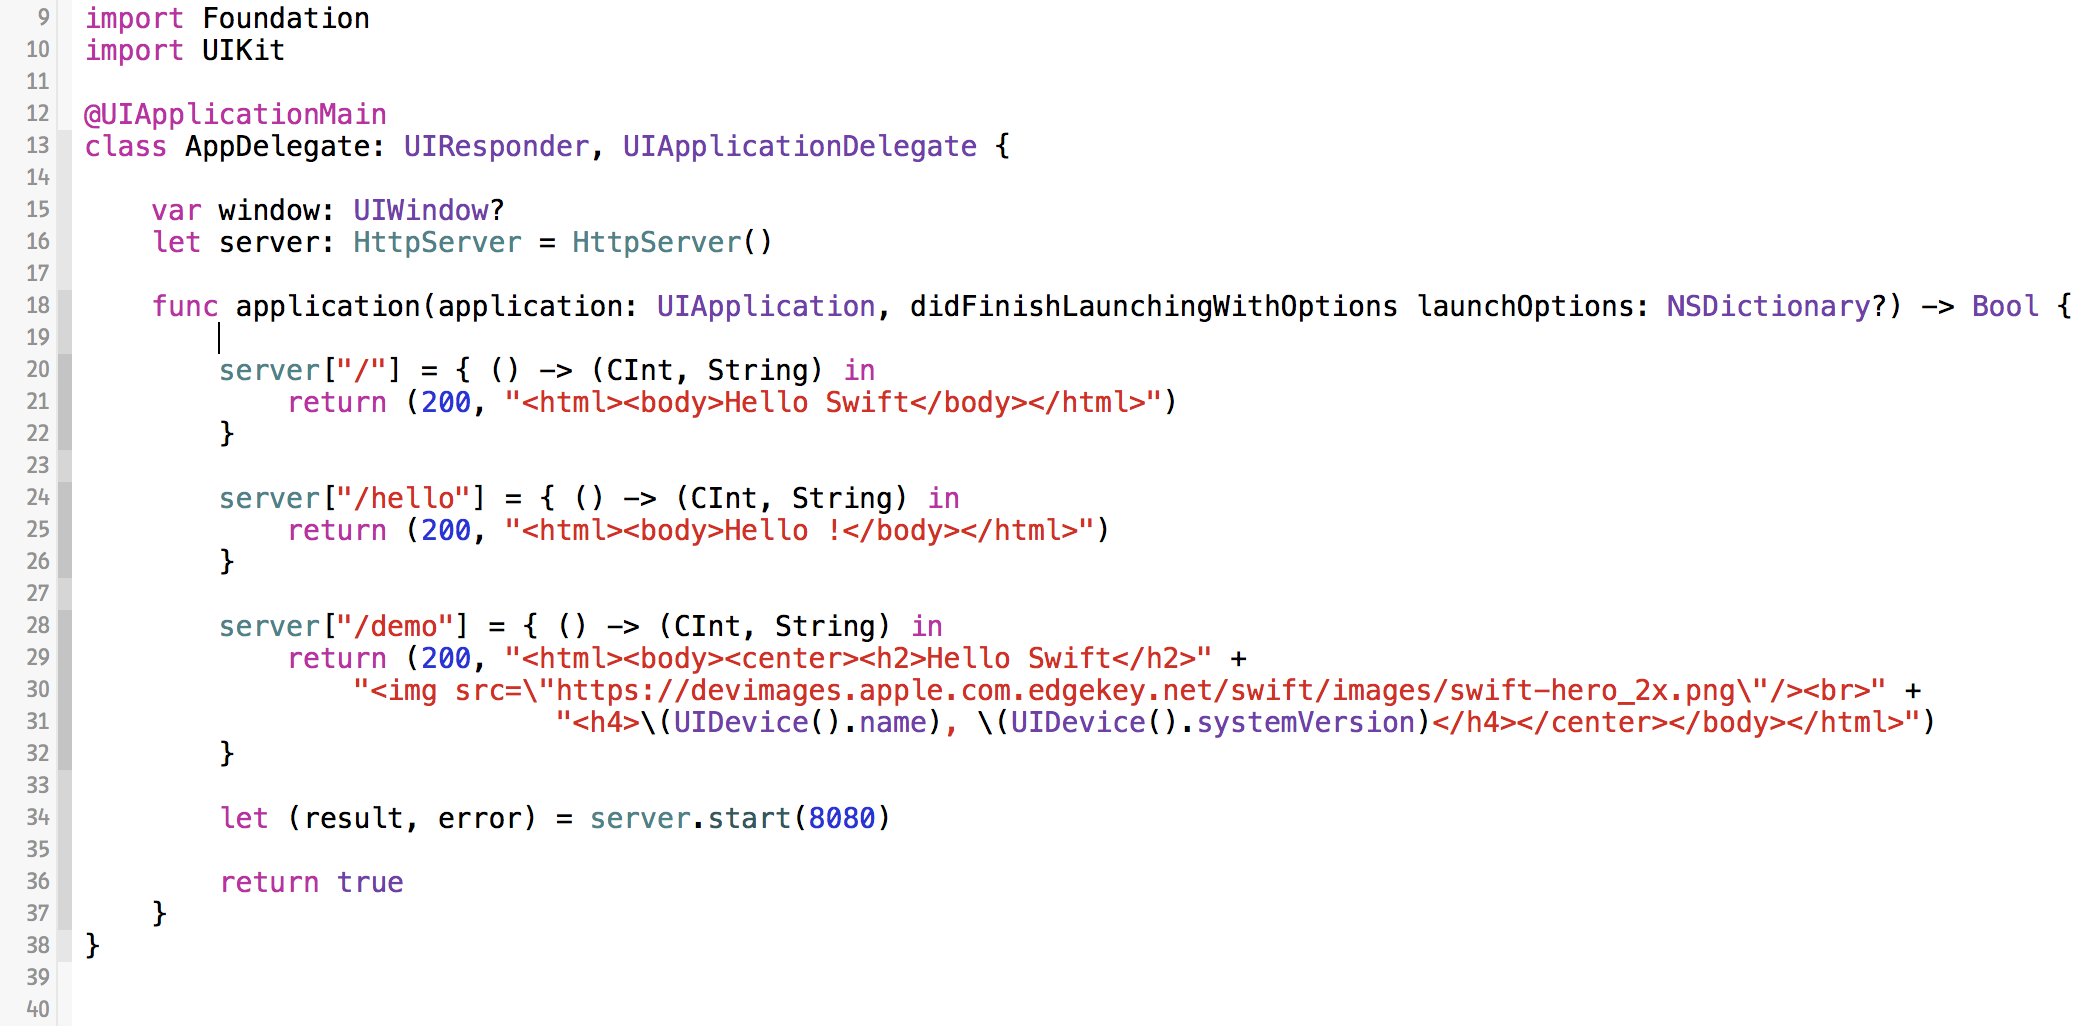 9 import Foundation
10 import UIKit
11
12 @UIApplicationMain
13 class AppDelegate: UIResponder, UIApplicationDelegate {
14
15     var window: UIWindow?
16     let server: HttpServer = HttpServer()
17
18     func application(application: UIApplication, didFinishLaunchingWithOptions launchOptions: NSDictionary?) -> Bool {
19
20         server["/"] = { () -> (CInt, String) in
21             return (200, "<html><body>Hello Swift</body></html>")
22         }
23
24         server["/hello"] = { () -> (CInt, String) in
25             return (200, "<html><body>Hello !</body></html>")
26         }
27
28         server["/demo"] = { () -> (CInt, String) in
29             return (200, "<html><body><center><h2>Hello Swift</h2>" +
30                 "<img src=\"https://devimages.apple.com.edgekey.net/swift/images/swift-hero_2x.png\"/><br>" +
31                             "<h4>\(UIDevice().name), \(UIDevice().systemVersion)</h4></center></body></html>")
32         }
33
34         let (result, error) = server.start(8080)
35
36         return true
37     }
38 }
39
40